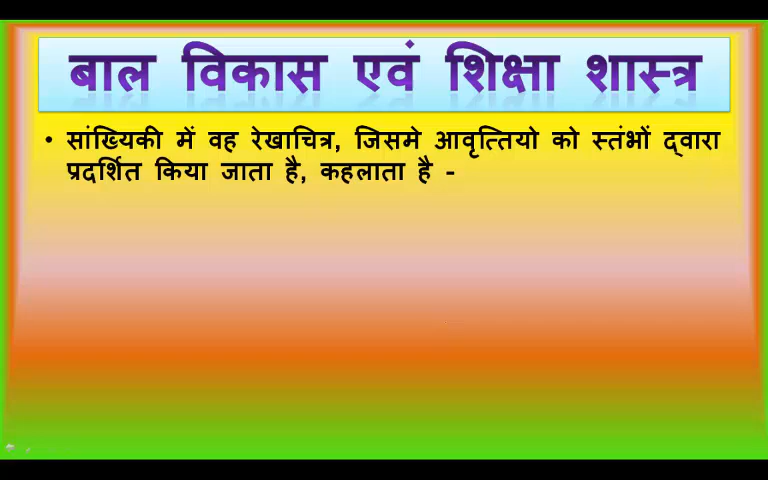 बाल विकास एवं शिक्षा शास्त्र
• सांख्यिकी में वह रेखाचित्र, जिसमे आवृत्तियो को स्तंभों द्वारा
प्रदर्शित किया जाता है, कहलाता है -